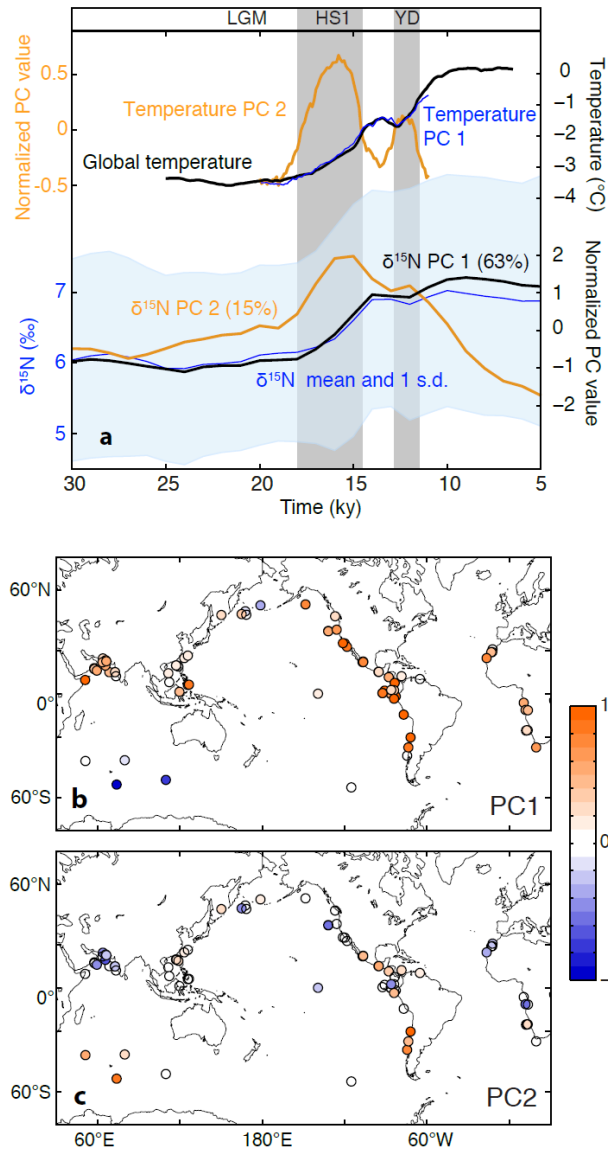 LGM HS1 YD
Normalized PC value
0.5
0
-0.5
Temperature PC 2
Global temperature
Temperature
PC 1
0
−1
−2
−3
−4
Temperature (°C)
δ15N (‰)
7
6
5
δ15N PC 1 (63%)
δ15N PC 2 (15%)
δ15N mean and 1 s.d.
2
1
0
−1
−2
Normalized PC value
a
30 25 20 15 10 5
Time (ky)
60°N
0°
60°S
b
PC1
1
0
−
60°N
0°
60°S
c
PC2
60°E 180°E 60°W